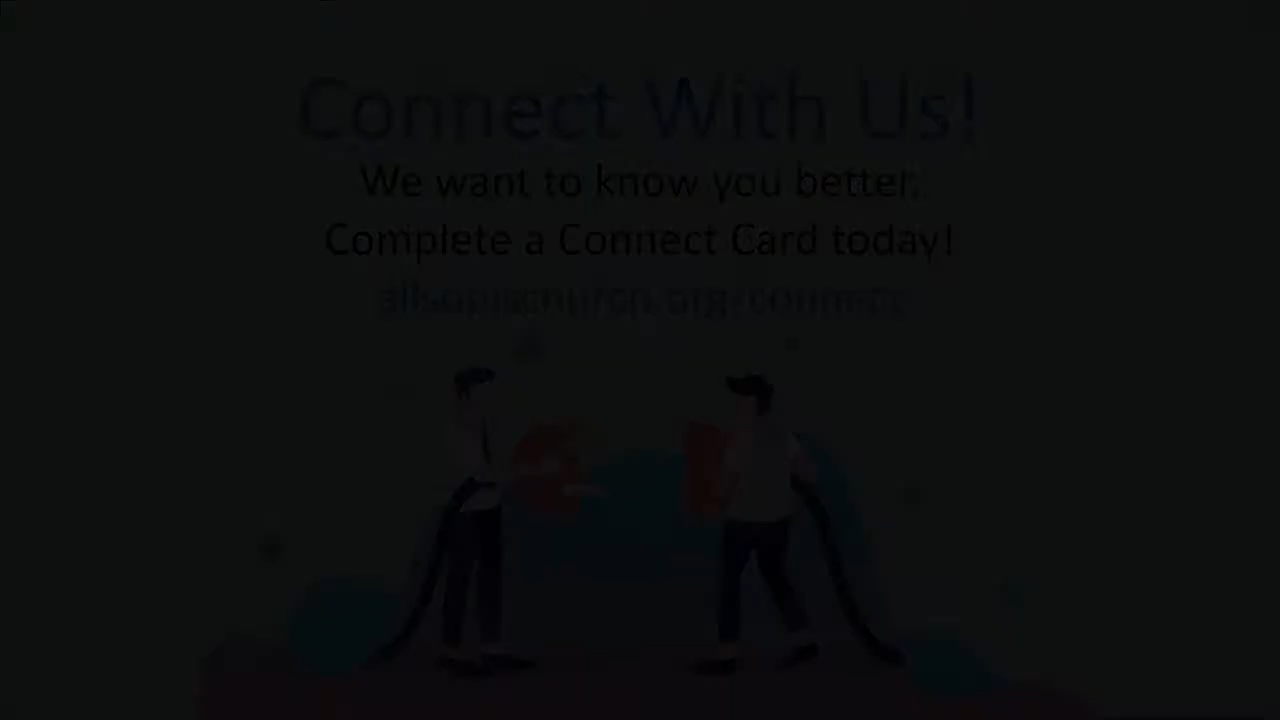 Connect With Us!
We want to know you better.
Complete a Connect Card today!